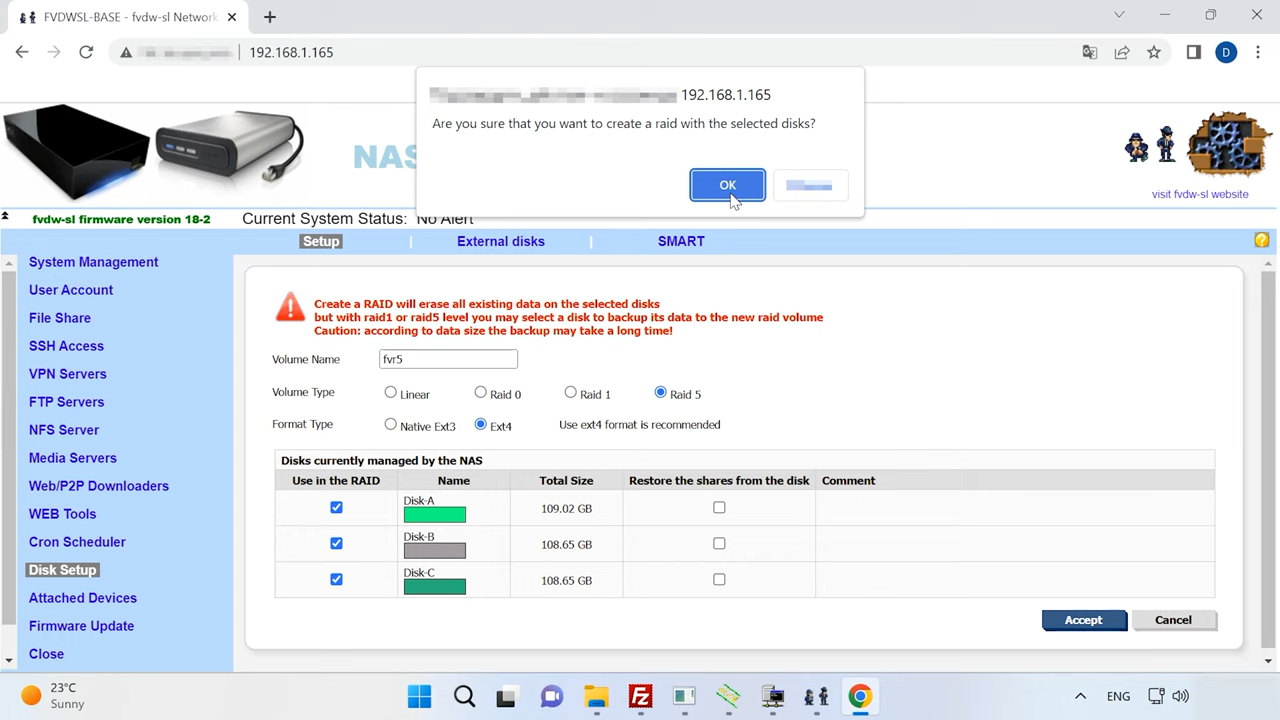 FVDWSL-BASE - fvdw-sl Network
192.168.1.165
D
192.168.1.165
Are you sure that you want to create a raid with the selected disks?
OK
NAS
visit fvdw-sl website
fvdw-sl firmware version 18-2
Current System Status: No Alert
Setup | External disks | SMART
System Management
User Account
File Share
SSH Access
VPN Servers
FTP Servers
NFS Server
Media Servers
Web/P2P Downloaders
WEB Tools
Cron Scheduler
Disk Setup
Attached Devices
Firmware Update
Close
Create a RAID will erase all existing data on the selected disks
but with raid1 or raid5 level you may select a disk to backup its data to the new raid volume
Caution: according to data size the backup may take a long time!
Volume Name fvr5
Volume Type Linear Raid 0 Raid 1 Raid 5
Format Type Native Ext3 Ext4 Use ext4 format is recommended
Disks currently managed by the NAS
Use in the RAID Name Total Size Restore the shares from the disk Comment
Disk-A 109.02 GB
Disk-B 108.65 GB
Disk-C 108.65 GB
Accept Cancel
23°C
Sunny
ENG